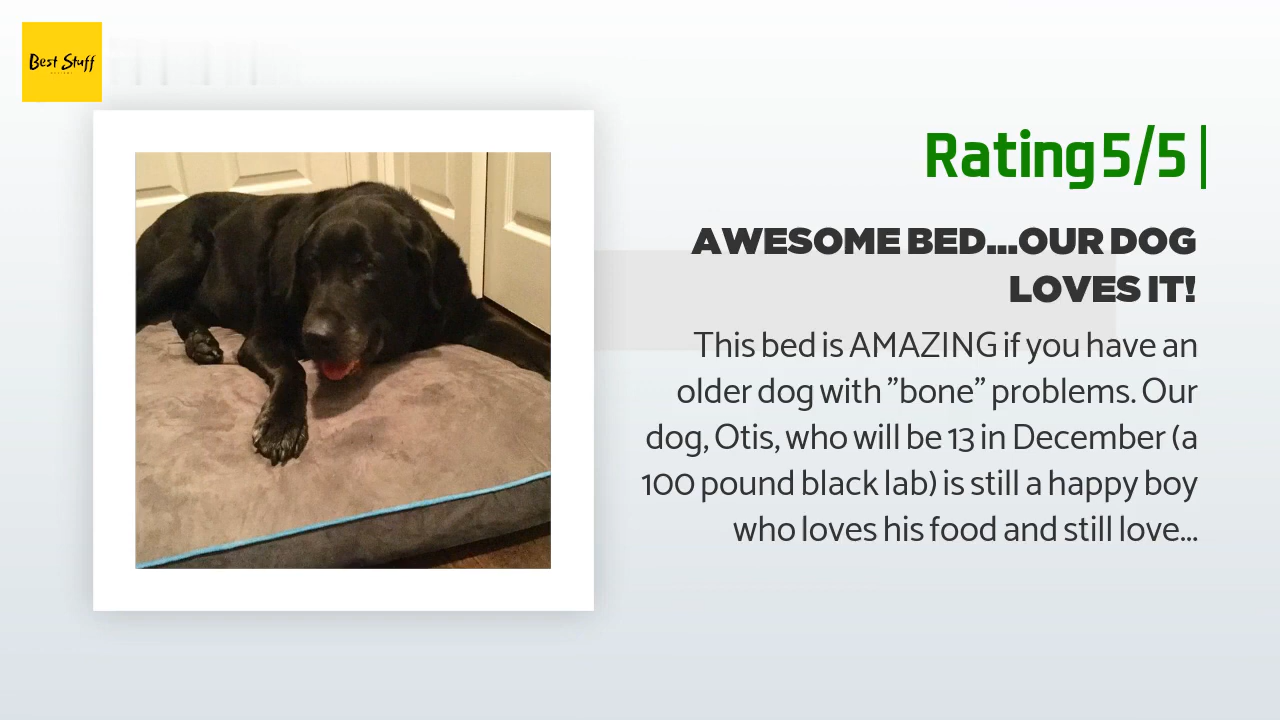 Best Stuff
Rating 5/5 |
AWESOME BED...OUR DOG
LOVES IT!
This bed is AMAZING if you have an
older dog with ”bone” problems. Our
dog, Otis, who will be 13 in December (a
100 pound black lab) is still a happy boy
who loves his food and still love...